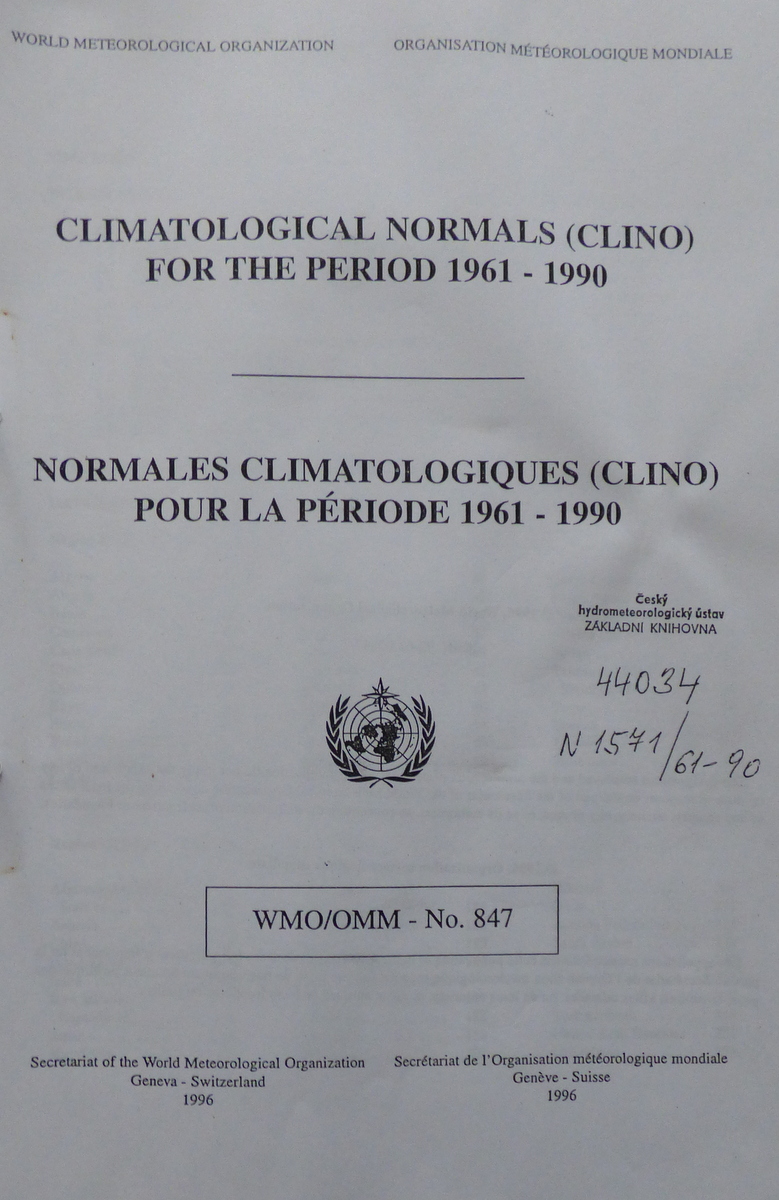 WORLD METEOROLOGICAL ORGANIZATION
ORGANISATION MÉTÉOROLOGIQUE MONDIALE
CLIMATOLOGICAL NORMALS (CLINO)
FOR THE PERIOD 1961 - 1990
NORMALES CLIMATOLOGIQUES (CLINO)
POUR LA PÉRIODE 1961 - 1990
Český
hydrometeorologický ústav
ZÁKLADNÍ KNIHOVNA
44034
N 1571/61-90
WMO/OMM - No. 847
Secretariat of the World Meteorological Organization
Geneva - Switzerland
1996
Secrétariat de l'Organisation météorologique mondiale
Genève - Suisse
1996